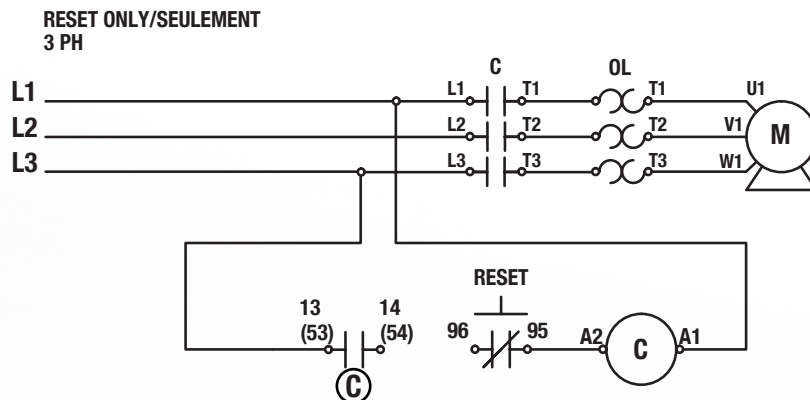 RESET ONLY/SEULEMENT
3 PH
C OL
L1 L1 T1 T1 U1
L2 L2 T2 T2 V1 M
L3 L3 T3 T3 W1
RESET
13 14
(53) (54) 96 95 A2 C A1
C